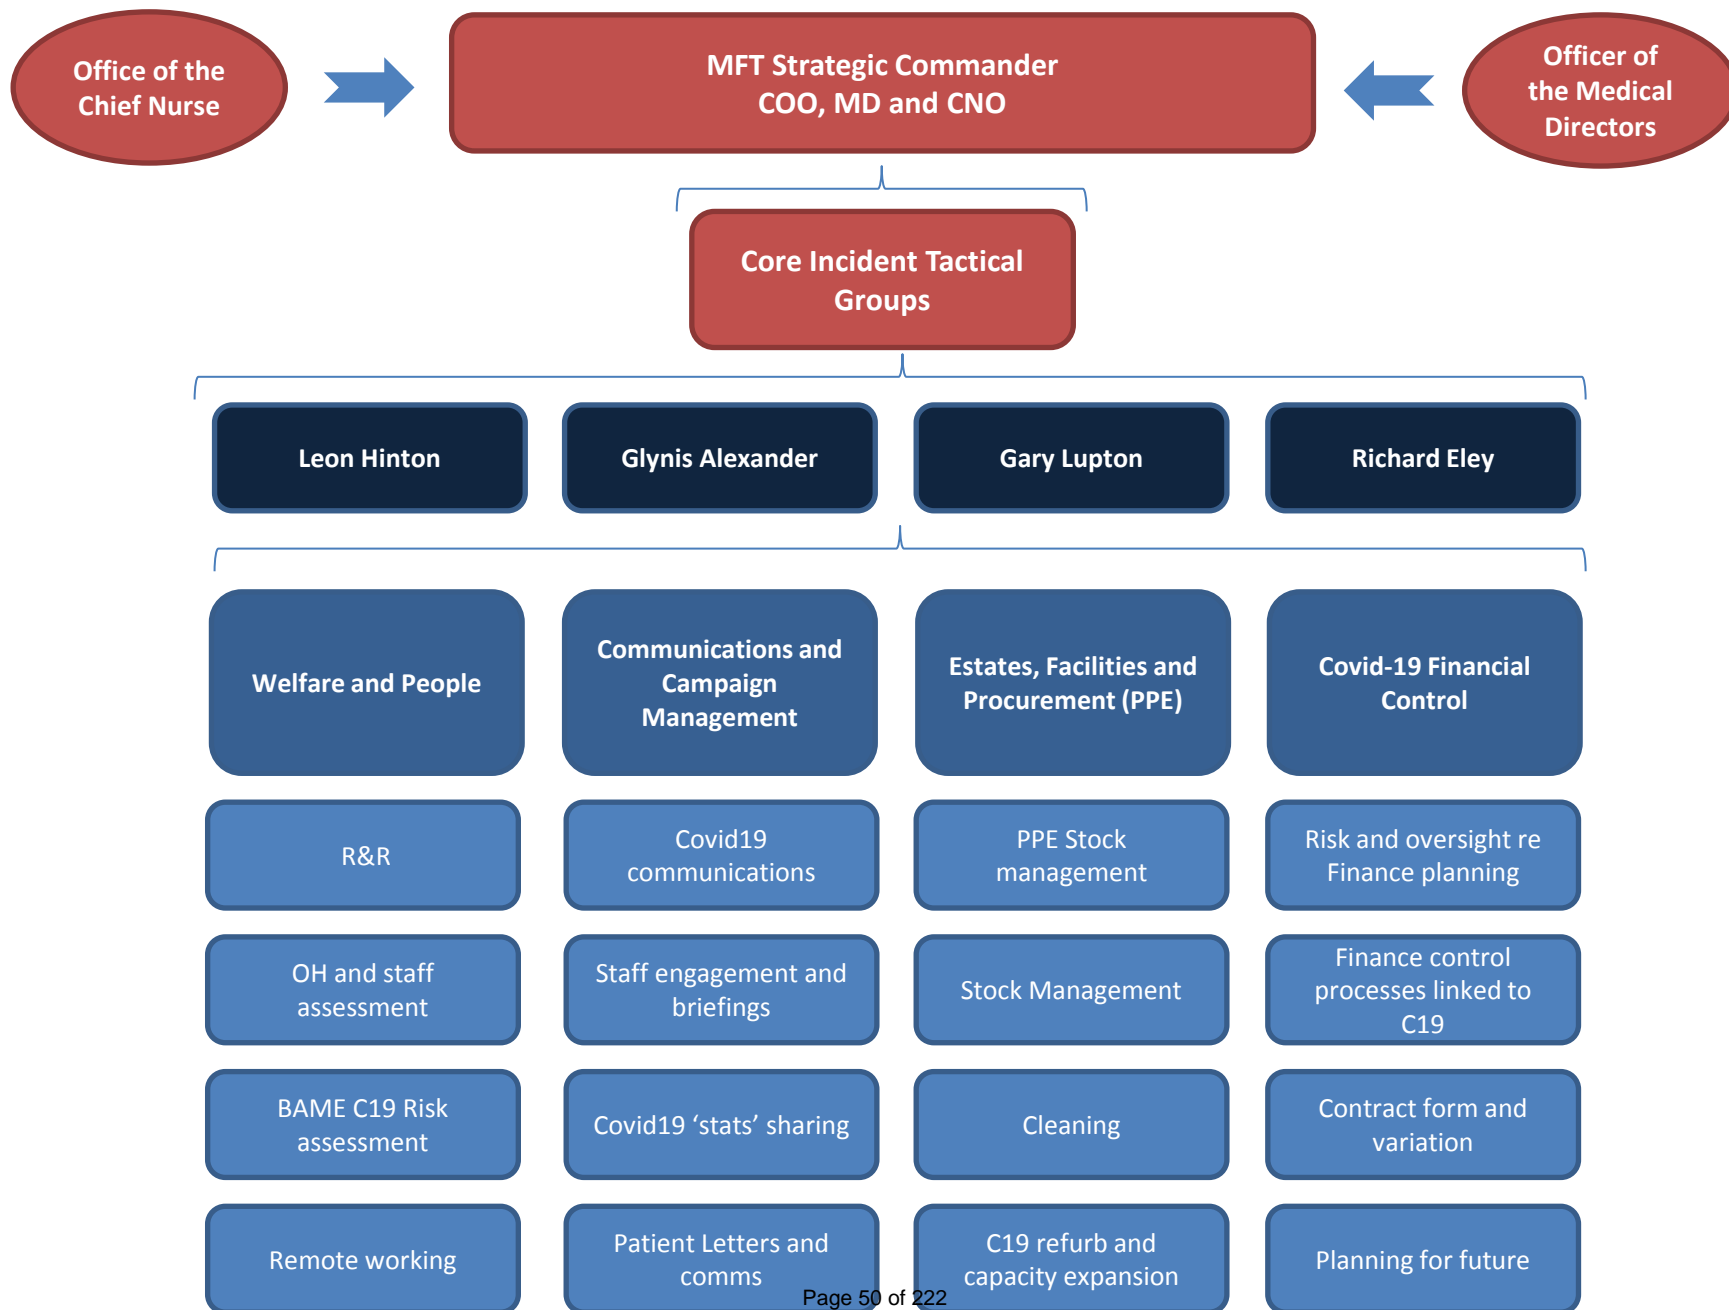 Office of the
Chief Nurse
MFT Strategic Commander
COO, MD and CNO
Officer of
the Medical
Directors
Core Incident Tactical
Groups
Leon Hinton
Glynis Alexander
Gary Lupton
Richard Eley
Welfare and People
Communications and
Campaign
Management
Estates, Facilities and
Procurement (PPE)
Covid-19 Financial
Control
R&R
Covid19
communications
PPE Stock
management
Risk and oversight re
Finance planning
OH and staff
assessment
Staff engagement and
briefings
Stock Management
Finance control
processes linked to
C19
BAME C19 Risk
assessment
Covid19 ‘stats’ sharing
Cleaning
Contract form and
variation
Remote working
Patient Letters and
comms
C19 refurb and
capacity expansion
Planning for future
Page 50 of 222